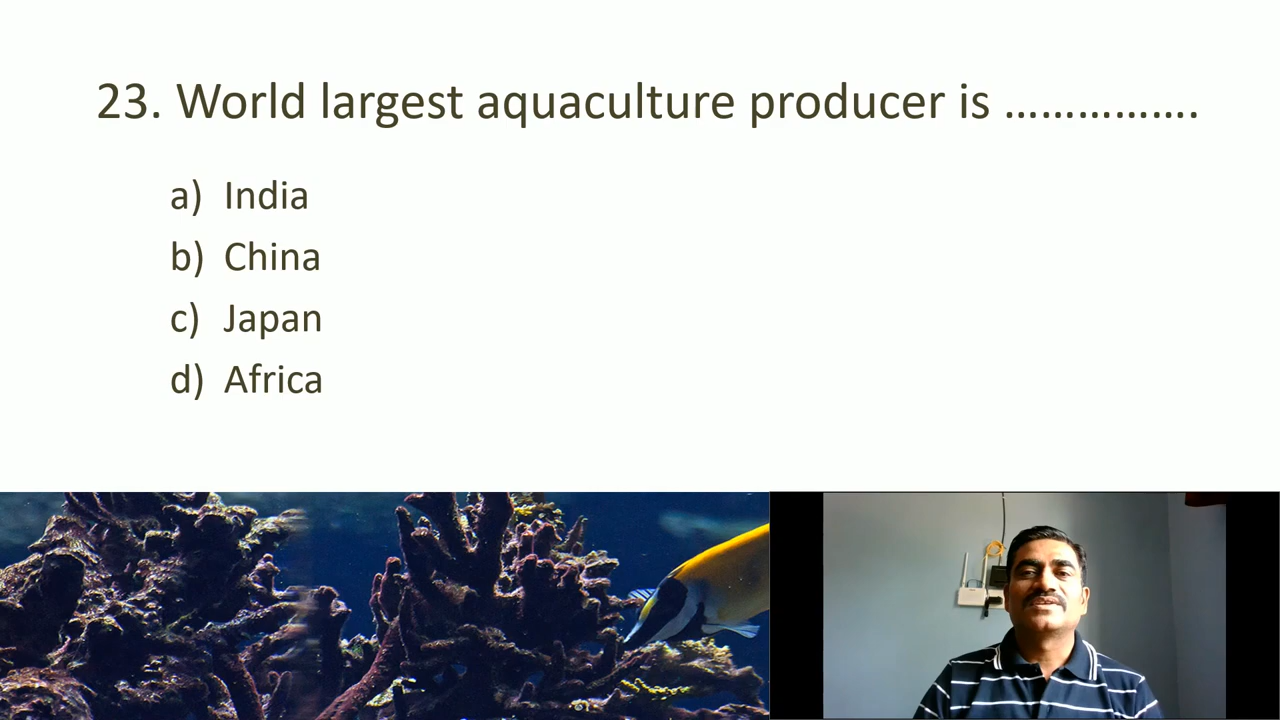 23. World largest aquaculture producer is …………….
a) India
b) China
c) Japan
d) Africa